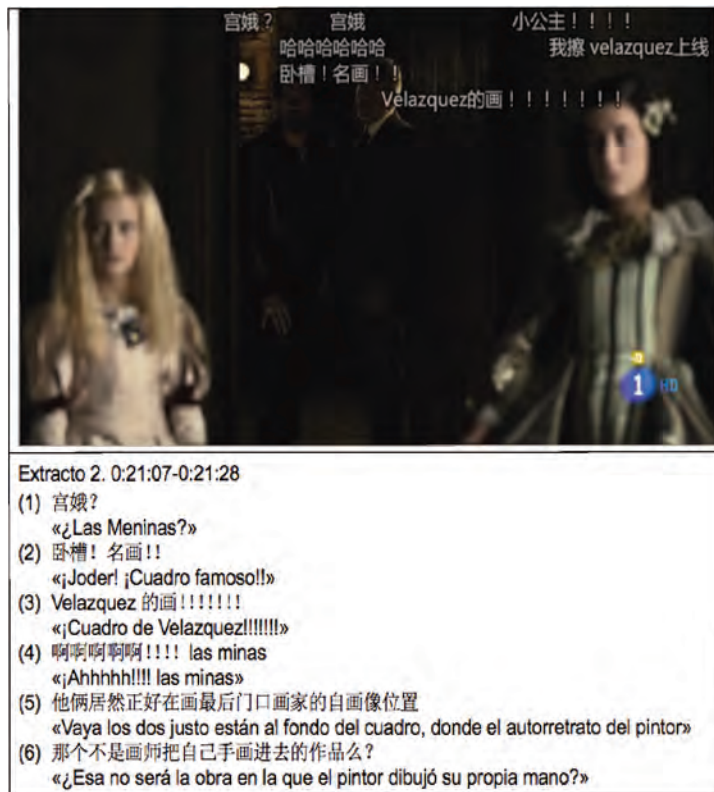 宫娥？ 宫娥 小公主！！！！
哈哈哈哈哈哈 我擦 velazquez上线
卧槽！名画！！
Velazquez的画！！！！！！！
1 HD
Extracto 2. 0:21:07-0:21:28
(1) 宫娥?
«¿Las Meninas?»
(2) 卧槽! 名画!!
«¡Joder! ¡Cuadro famoso!!»
(3) Velazquez 的画!!!!!!!
«¡Cuadro de Velazquez!!!!!!!»
(4) 啊啊啊啊啊!!!! las minas
«¡Ahhhhh!!!! las minas»
(5) 他俩居然正好在画最后门口画家的自画像位置
«Vaya los dos justo están al fondo del cuadro, donde el autorretrato del pintor»
(6) 那个不是画师把自己手画进去的作品么?
«¿Esa no será la obra en la que el pintor dibujó su propia mano?»